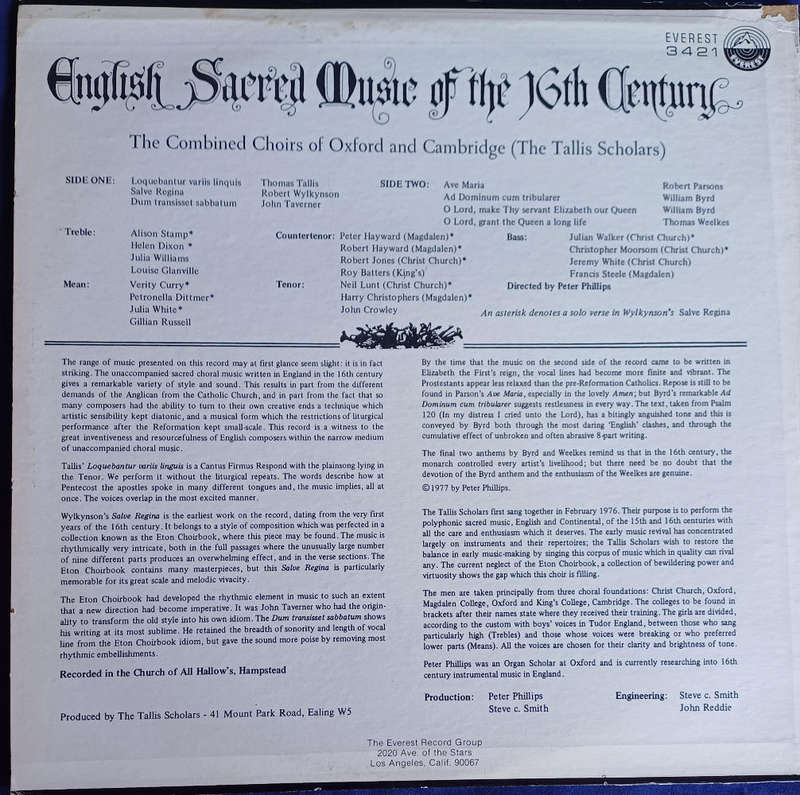 EVEREST
3421
EVEREST
English Sacred Music of the 16th Century
The Combined Choirs of Oxford and Cambridge (The Tallis Scholars)
SIDE ONE: Loquebantur variis linquis Thomas Tallis
Salve Regina Robert Wylkynson
Dum transisset sabbatum John Taverner
SIDE TWO: Ave Maria Robert Parsons
Ad Dominum cum tribularer William Byrd
O Lord, make Thy servant Elizabeth our Queen William Byrd
O Lord, grant the Queen a long life Thomas Weelkes
Treble: Alison Stamp*
Helen Dixon *
Julia Williams
Louise Glanville
Mean: Verity Curry*
Petronella Dittmer*
Julia White*
Gillian Russell
Countertenor: Peter Hayward (Magdalen)*
Robert Hayward (Magdalen)*
Robert Jones (Christ Church)*
Roy Batters (King's)
Tenor: Neil Lunt (Christ Church)*
Harry Christophers (Magdalen)*
John Crowley
Bass: Julian Walker (Christ Church)*
Christopher Moorsom (Christ Church)*
Jeremy White (Christ Church)
Francis Steele (Magdalen)
Directed by Peter Phillips
An asterisk denotes a solo verse in Wylkynson's Salve Regina
The range of music presented on this record may at first glance seem slight: it is in fact
striking. The unaccompanied sacred choral music written in England in the 16th century
gives a remarkable variety of style and sound. This results in part from the different
demands of the Anglican from the Catholic Church, and in part from the fact that so
many composers had the ability to turn to their own creative ends a technique which
artistic sensibility kept diatonic, and a musical form which the restrictions of liturgical
performance after the Reformation kept small-scale. This record is a witness to the
great inventiveness and resourcefulness of English composers within the narrow medium
of unaccompanied choral music.
Tallis' Loquebantur variis linguis is a Cantus Firmus Respond with the plainsong lying in
the Tenor. We perform it without the liturgical repeats. The words describe how at
Pentecost the apostles spoke in many different tongues and, the music implies, all at
once. The voices overlap in the most excited manner.
Wylkynson's Salve Regina is the earliest work on the record, dating from the very first
years of the 16th century. It belongs to a style of composition which was perfected in a
collection known as the Eton Choirbook, where this piece may be found. The music is
rhythmically very intricate, both in the full passages where the unusually large number
of nine different parts produces an overwhelming effect, and in the verse sections. The
Eton Choirbook contains many masterpieces, but this Salve Regina is particularly
memorable for its great scale and melodic vivacity.
The Eton Choirbook had developed the rhythmic element in music to such an extent
that a new direction had become imperative. It was John Taverner who had the origin-
ality to transform the old style into his own idiom. The Dum transisset sabbatum shows
his writing at its most sublime. He retained the breadth of sonority and length of vocal
line from the Eton Choirbook idiom, but gave the sound more poise by removing most
rhythmic embellishments.
Recorded in the Church of All Hallow's, Hampstead
Produced by The Tallis Scholars - 41 Mount Park Road, Ealing W5
By the time that the music on the second side of the record came to be written in
Elizabeth the First's reign, the vocal lines had become more finite and vibrant. The
Prostestants appear less relaxed than the pre-Reformation Catholics. Repose is still to be
found in Parson's Ave Maria, especially in the lovely Amen; but Byrd's remarkable Ad
Dominum cum tribularer suggests restlessness in every way. The text, taken from Psalm
120 (In my distress I cried unto the Lord), has a bitingly anguished tone and this is
conveyed by Byrd both through the most daring 'English' clashes, and through the
cumulative effect of unbroken and often abrasive 8-part writing.
The final two anthems by Byrd and Weelkes remind us that in the 16th century, the
monarch controlled every artist's livelihood; but there need be no doubt that the
devotion of the Byrd anthem and the enthusiasm of the Weelkes are genuine.
©1977 by Peter Phillips.
The Tallis Scholars first sang together in February 1976. Their purpose is to perform the
polyphonic sacred music, English and Continental, of the 15th and 16th centuries with
all the care and enthusiasm which it deserves. The early music revival has concentrated
largely on instruments and their repertoires; the Tallis Scholars wish to restore the
balance in early music-making by singing this corpus of music which in quality can rival
any. The current neglect of the Eton Choirbook, a collection of bewildering power and
virtuosity shows the gap which this choir is filling.
The men are taken principally from three choral foundations: Christ Church, Oxford,
Magdalen College, Oxford and King's College, Cambridge. The colleges to be found in
brackets after their names state where they received their training. The girls are divided,
according to the custom with boys' voices in Tudor England, between those who sang
particularly high (Trebles) and those whose voices were breaking or who preferred
lower parts (Means). All the voices are chosen for their clarity and brightness of tone.
Peter Phillips was an Organ Scholar at Oxford and is currently researching into 16th
century instrumental music in England.
Production: Peter Phillips
Steve c. Smith
Engineering: Steve c. Smith
John Reddie
The Everest Record Group
2020 Ave. of the Stars
Los Angeles, Calif. 90067